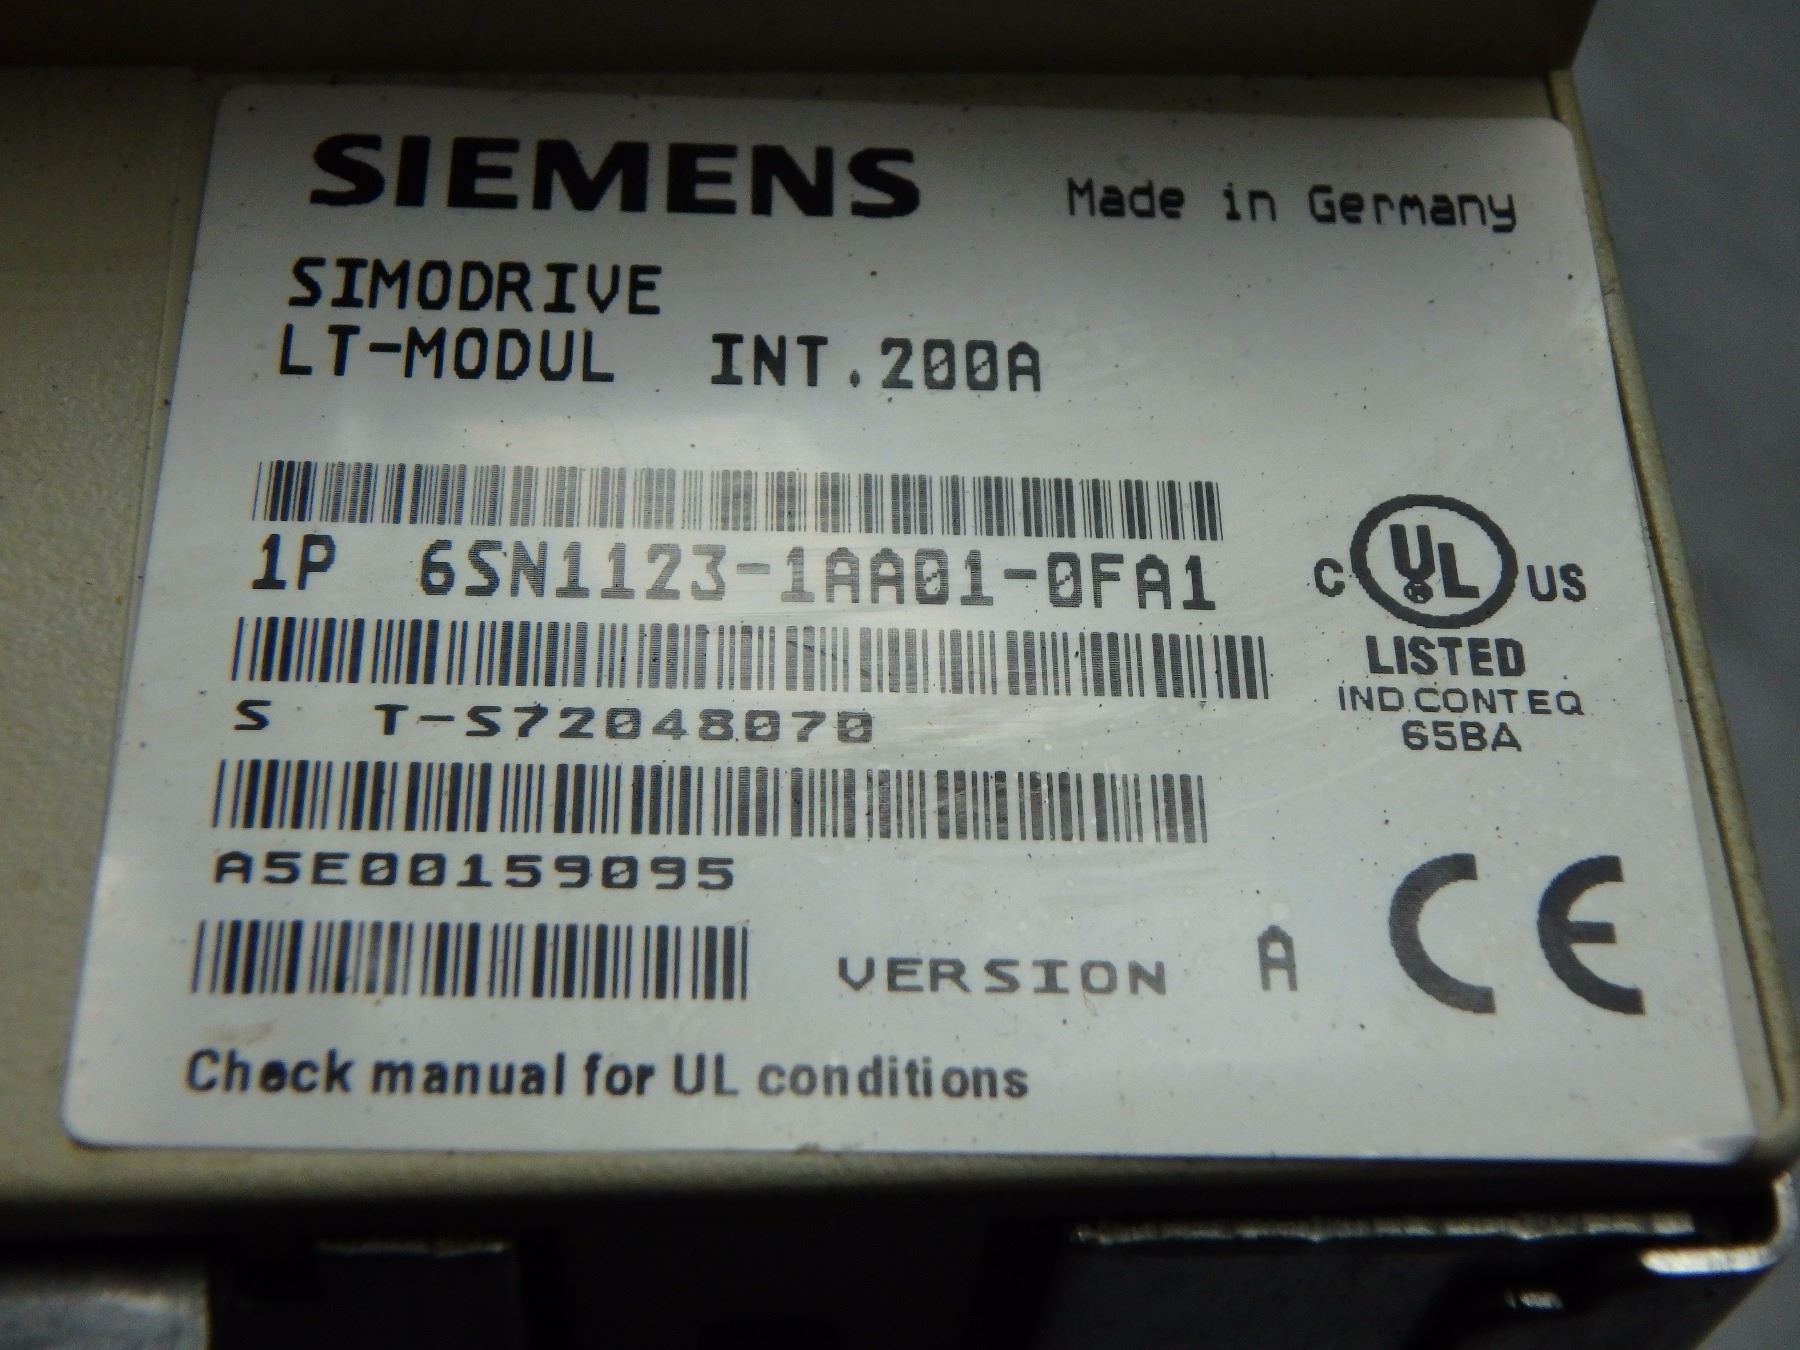 SIEMENS Made in Germany
SIMODRIVE
LT-MODUL INT.200A
1P 6SN1123-1AA01-0FA1
C UL US
LISTED
IND.CONT.EQ
65BA
S T-S72048070
A5E00159095
VERSION A CE
Check manual for UL conditions